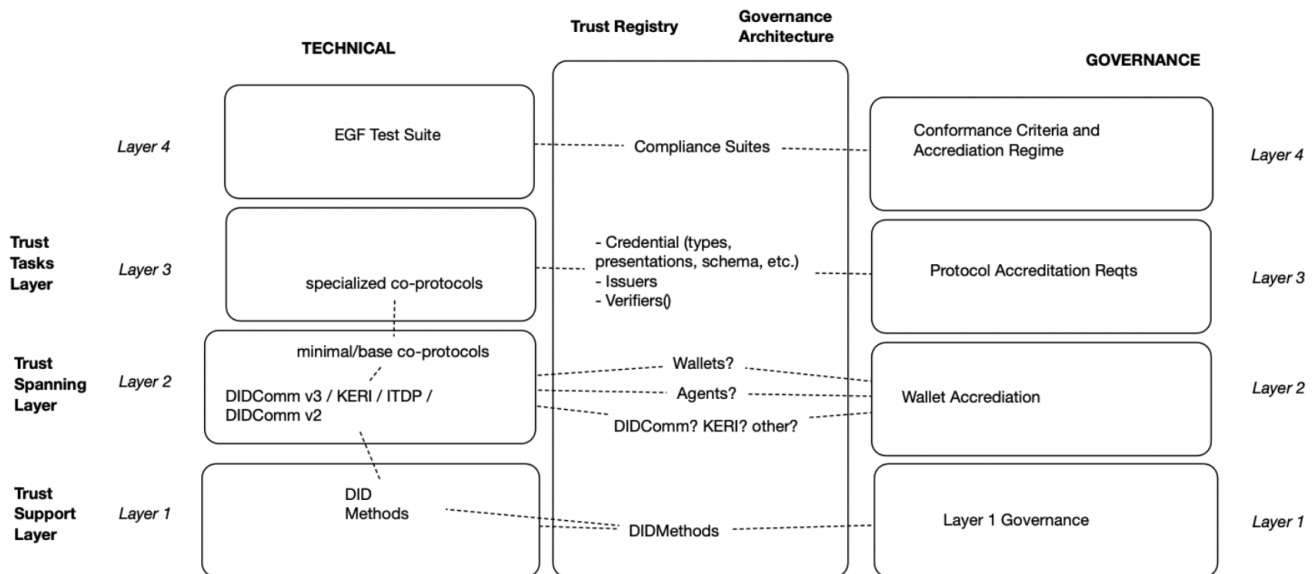 Trust Registry
Governance
Architecture
TECHNICAL
GOVERNANCE
Layer 4
EGF Test Suite
Compliance Suites
Conformance Criteria and
Accrediation Regime
Layer 4
Trust
Tasks
Layer
Layer 3
specialized co-protocols
- Credential (types,
presentations, schema, etc.)
- Issuers
- Verifiers()
Protocol Accreditation Reqts
Layer 3
Trust
Spanning
Layer
Layer 2
minimal/base co-protocols
DIDComm v3 / KERI / ITDP /
DIDComm v2
Wallets?
Agents?
DIDComm? KERI? other?
Wallet Accrediation
Layer 2
Trust
Support
Layer
Layer 1
DID
Methods
DIDMethods
Layer 1 Governance
Layer 1